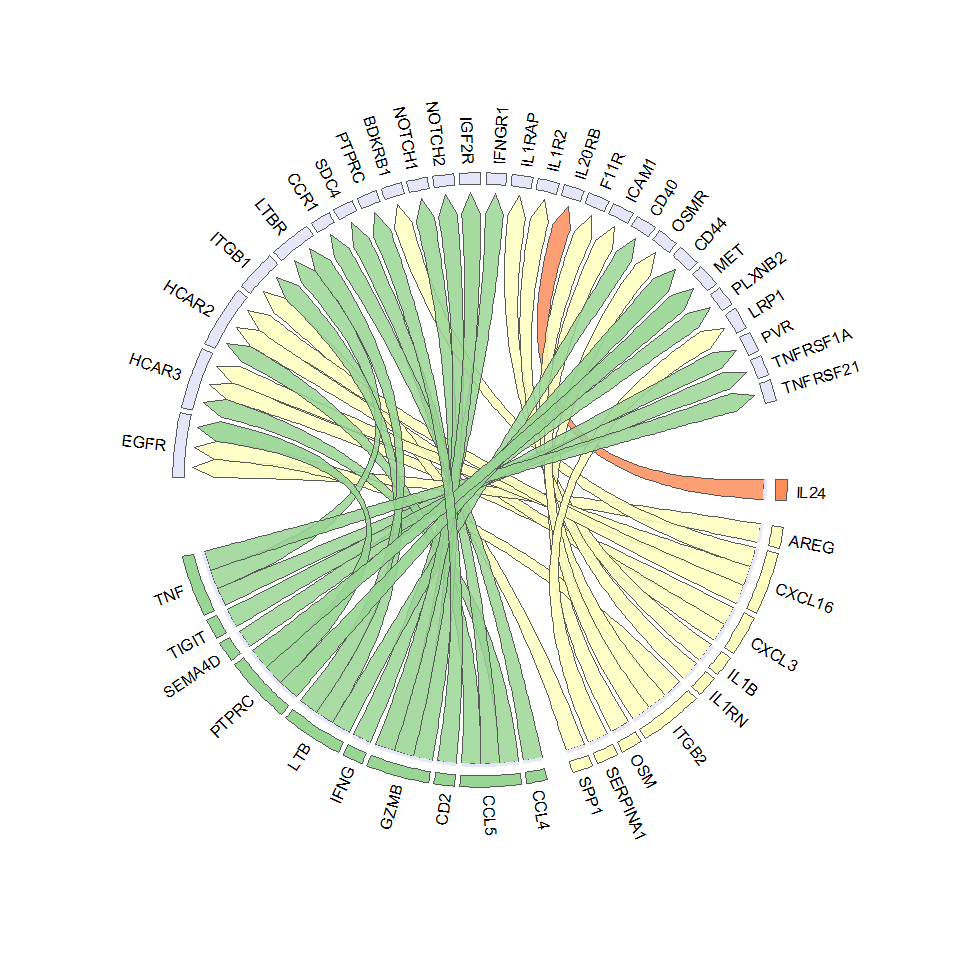 EGFR
HCAR3
HCAR2
ITGB1
LTBR
CCR1
SDC4
PTPRC
BDKRB1
NOTCH1
NOTCH2
IGF2R
IFNGR1
IL1RAP
IL1R2
IL20RB
F11R
ICAM1
CD40
OSMR
CD44
MET
PLXNB2
LRP1
PVR
TNFRSF1A
TNFRSF21
IL24
AREG
CXCL16
CXCL3
IL1B
IL1RN
ITGB2
OSM
SERPINA1
SPP1
CCL4
CCL5
CD2
GZMB
IFNG
LTB
PTPRC
SEMA4D
TIGIT
TNF